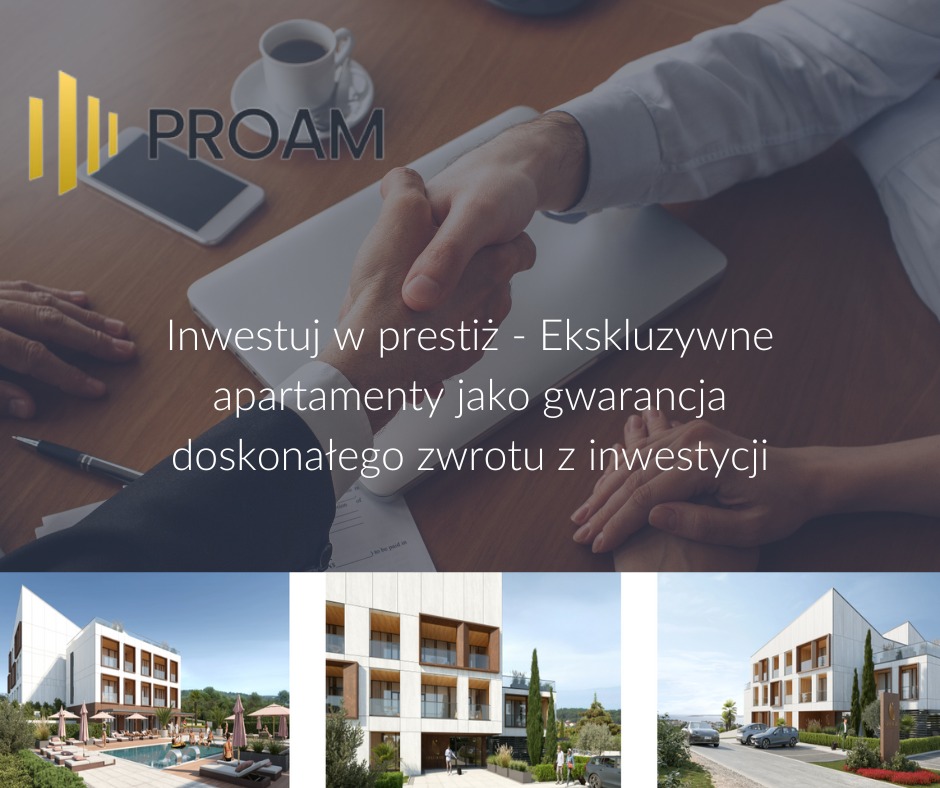 PROAM
Inwestuj w prestiż - Ekskluzywne
apartamenty jako gwarancja
doskonałego zwrotu z inwestycji